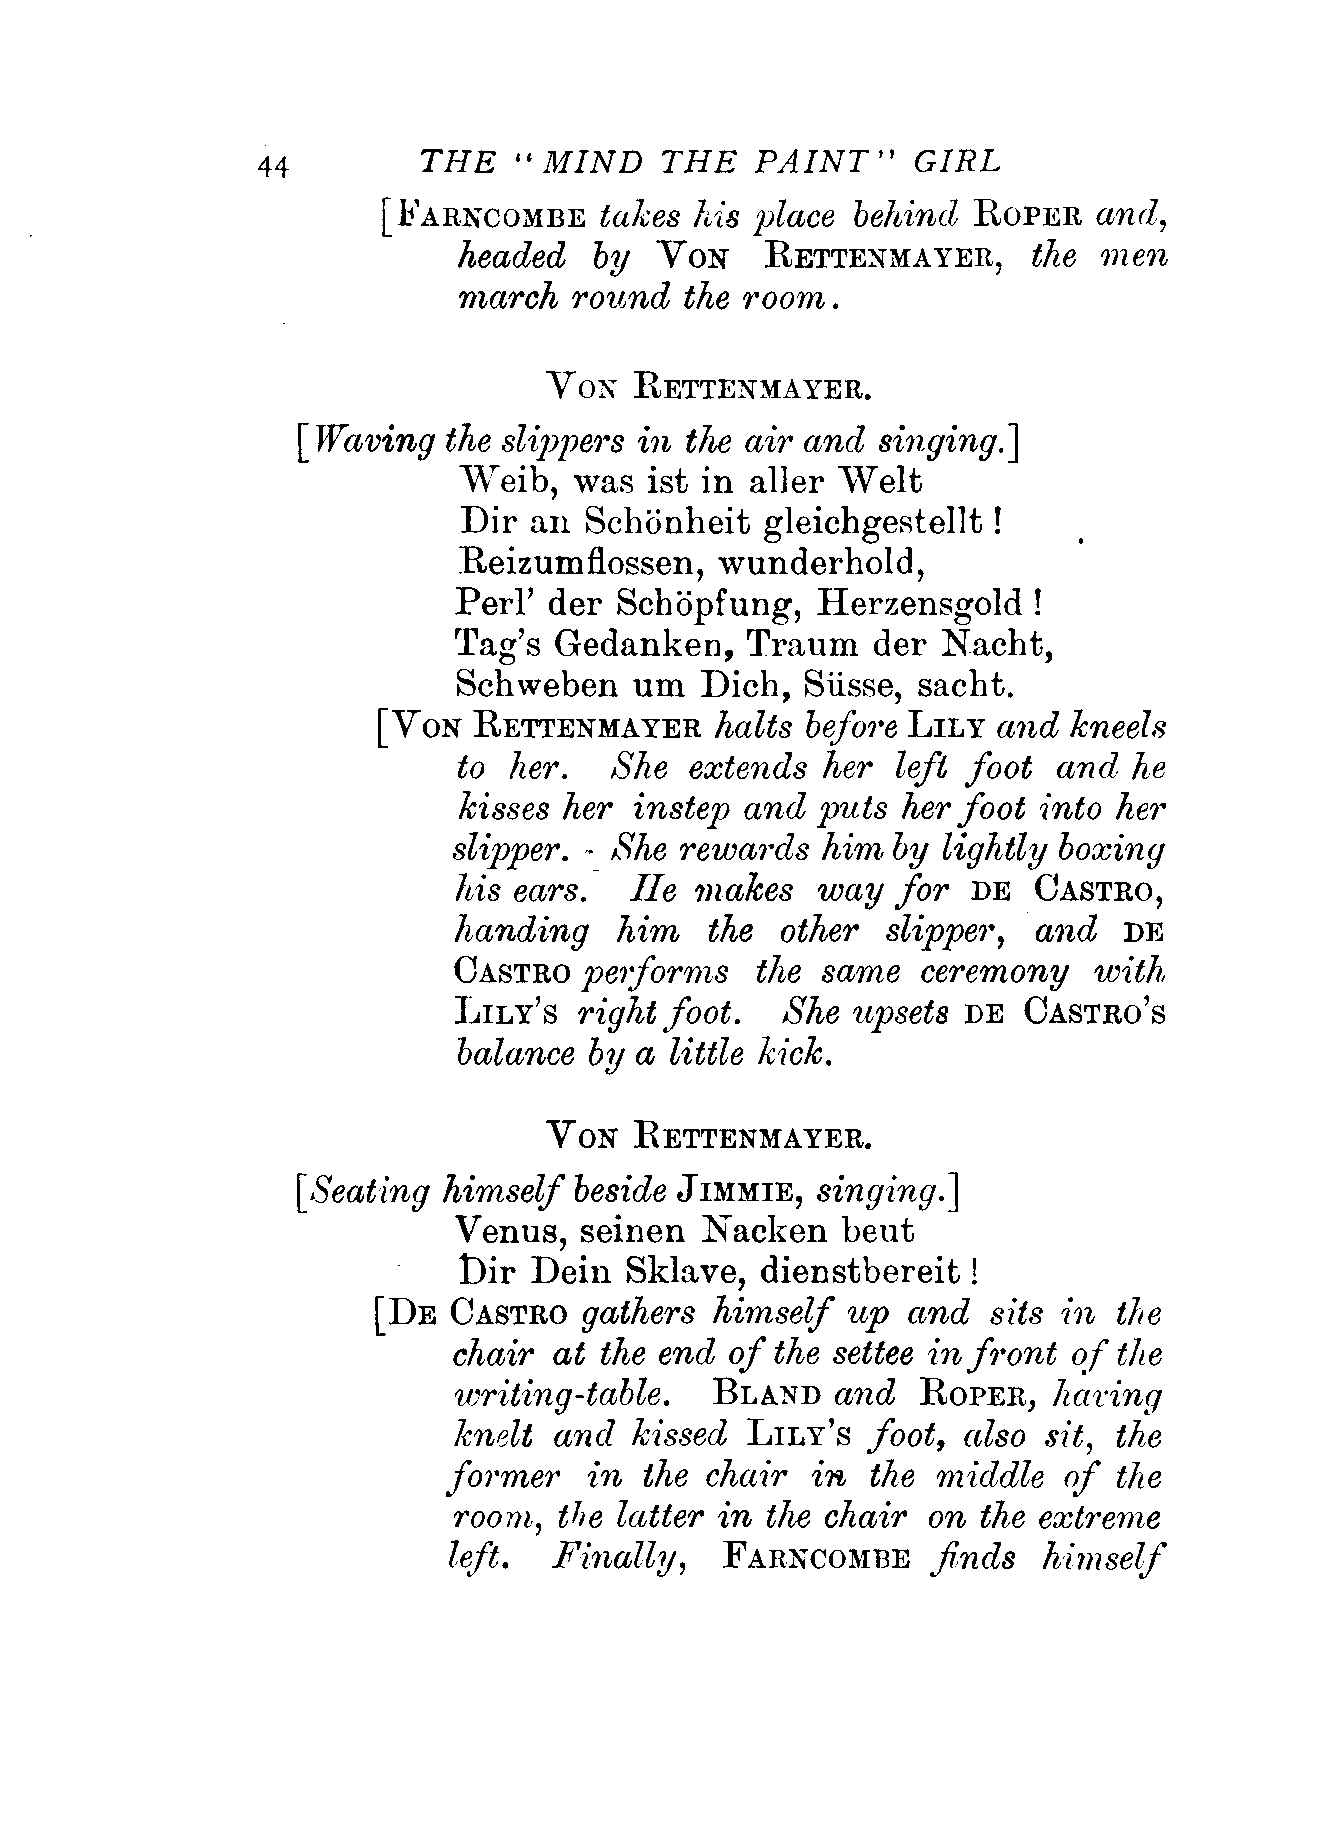 44 THE "MIND THE PAINT" GIRL
[FARNCOMBE takes his place behind ROPER and,
headed by VON RETTENMAYER, the men
march round the room.
VON RETTENMAYER.
[Waving the slippers in the air and singing.]
Weib, was ist in aller Welt
Dir an Schönheit gleichgestellt!
Reizumflossen, wunderhold,
Perl' der Schöpfung, Herzensgold!
Tag's Gedanken, Traum der Nacht,
Schweben um Dich, Süsse, sacht.
[VON RETTENMAYER halts before LILY and kneels
to her. She extends her left foot and he
kisses her instep and puts her foot into her
slipper. She rewards him by lightly boxing
his ears. He makes way for DE CASTRO,
handing him the other slipper, and DE
CASTRO performs the same ceremony with
LILY'S right foot. She upsets DE CASTRO'S
balance by a little kick.
VON RETTENMAYER.
[Seating himself beside JIMMIE, singing.]
Venus, seinen Nacken beut
Dir Dein Sklave, dienstbereit!
[DE CASTRO gathers himself up and sits in the
chair at the end of the settee in front of the
writing-table. BLAND and ROPER, having
knelt and kissed LILY'S foot, also sit, the
former in the chair in the middle of the
room, the latter in the chair on the extreme
left. Finally, FARNCOMBE finds himself